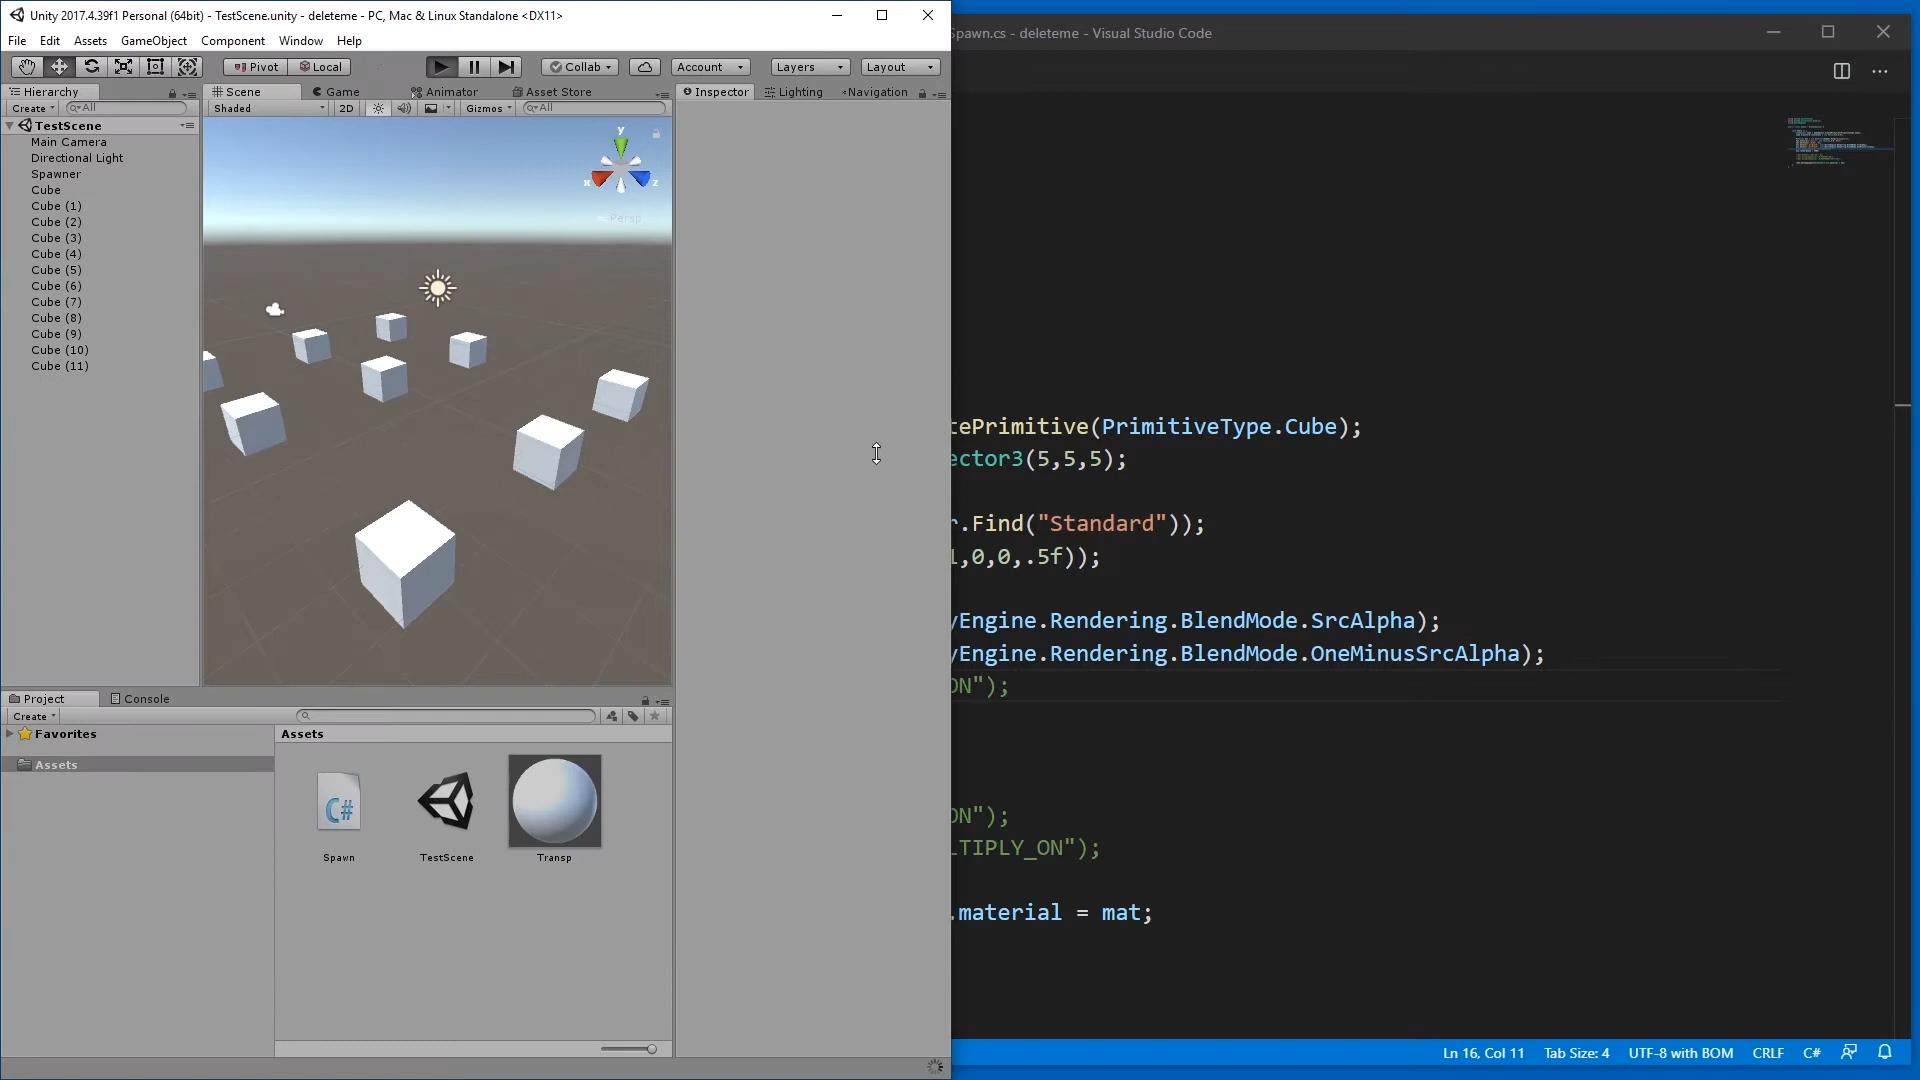 Unity 2017.4.39f1 Personal (64bit) - TestScene.unity - deleteme - PC, Mac & Linux Standalone <DX11>
File Edit Assets GameObject Component Window Help
Pivot Local Collab Account Layers Layout
Hierarchy
Create All
TestScene
Main Camera
Directional Light
Spawner
Cube
Cube (1)
Cube (2)
Cube (3)
Cube (4)
Cube (5)
Cube (6)
Cube (7)
Cube (8)
Cube (9)
Cube (10)
Cube (11)
Scene Game Animator Asset Store
Shaded 2D Gizmos All
y
x z
Persp
Inspector Lighting Navigation
Project Console
Create
Favorites
Assets
Assets
C#
Spawn TestScene Transp
Spawn.cs - deleteme - Visual Studio Code
tePrimitive(PrimitiveType.Cube);
ector3(5,5,5);
r.Find("Standard"));
1,0,0,.5f));
yEngine.Rendering.BlendMode.SrcAlpha);
yEngine.Rendering.BlendMode.OneMinusSrcAlpha);
ON");
ON");
LTIPLY_ON");
.material = mat;
Ln 16, Col 11 Tab Size: 4 UTF-8 with BOM CRLF C#